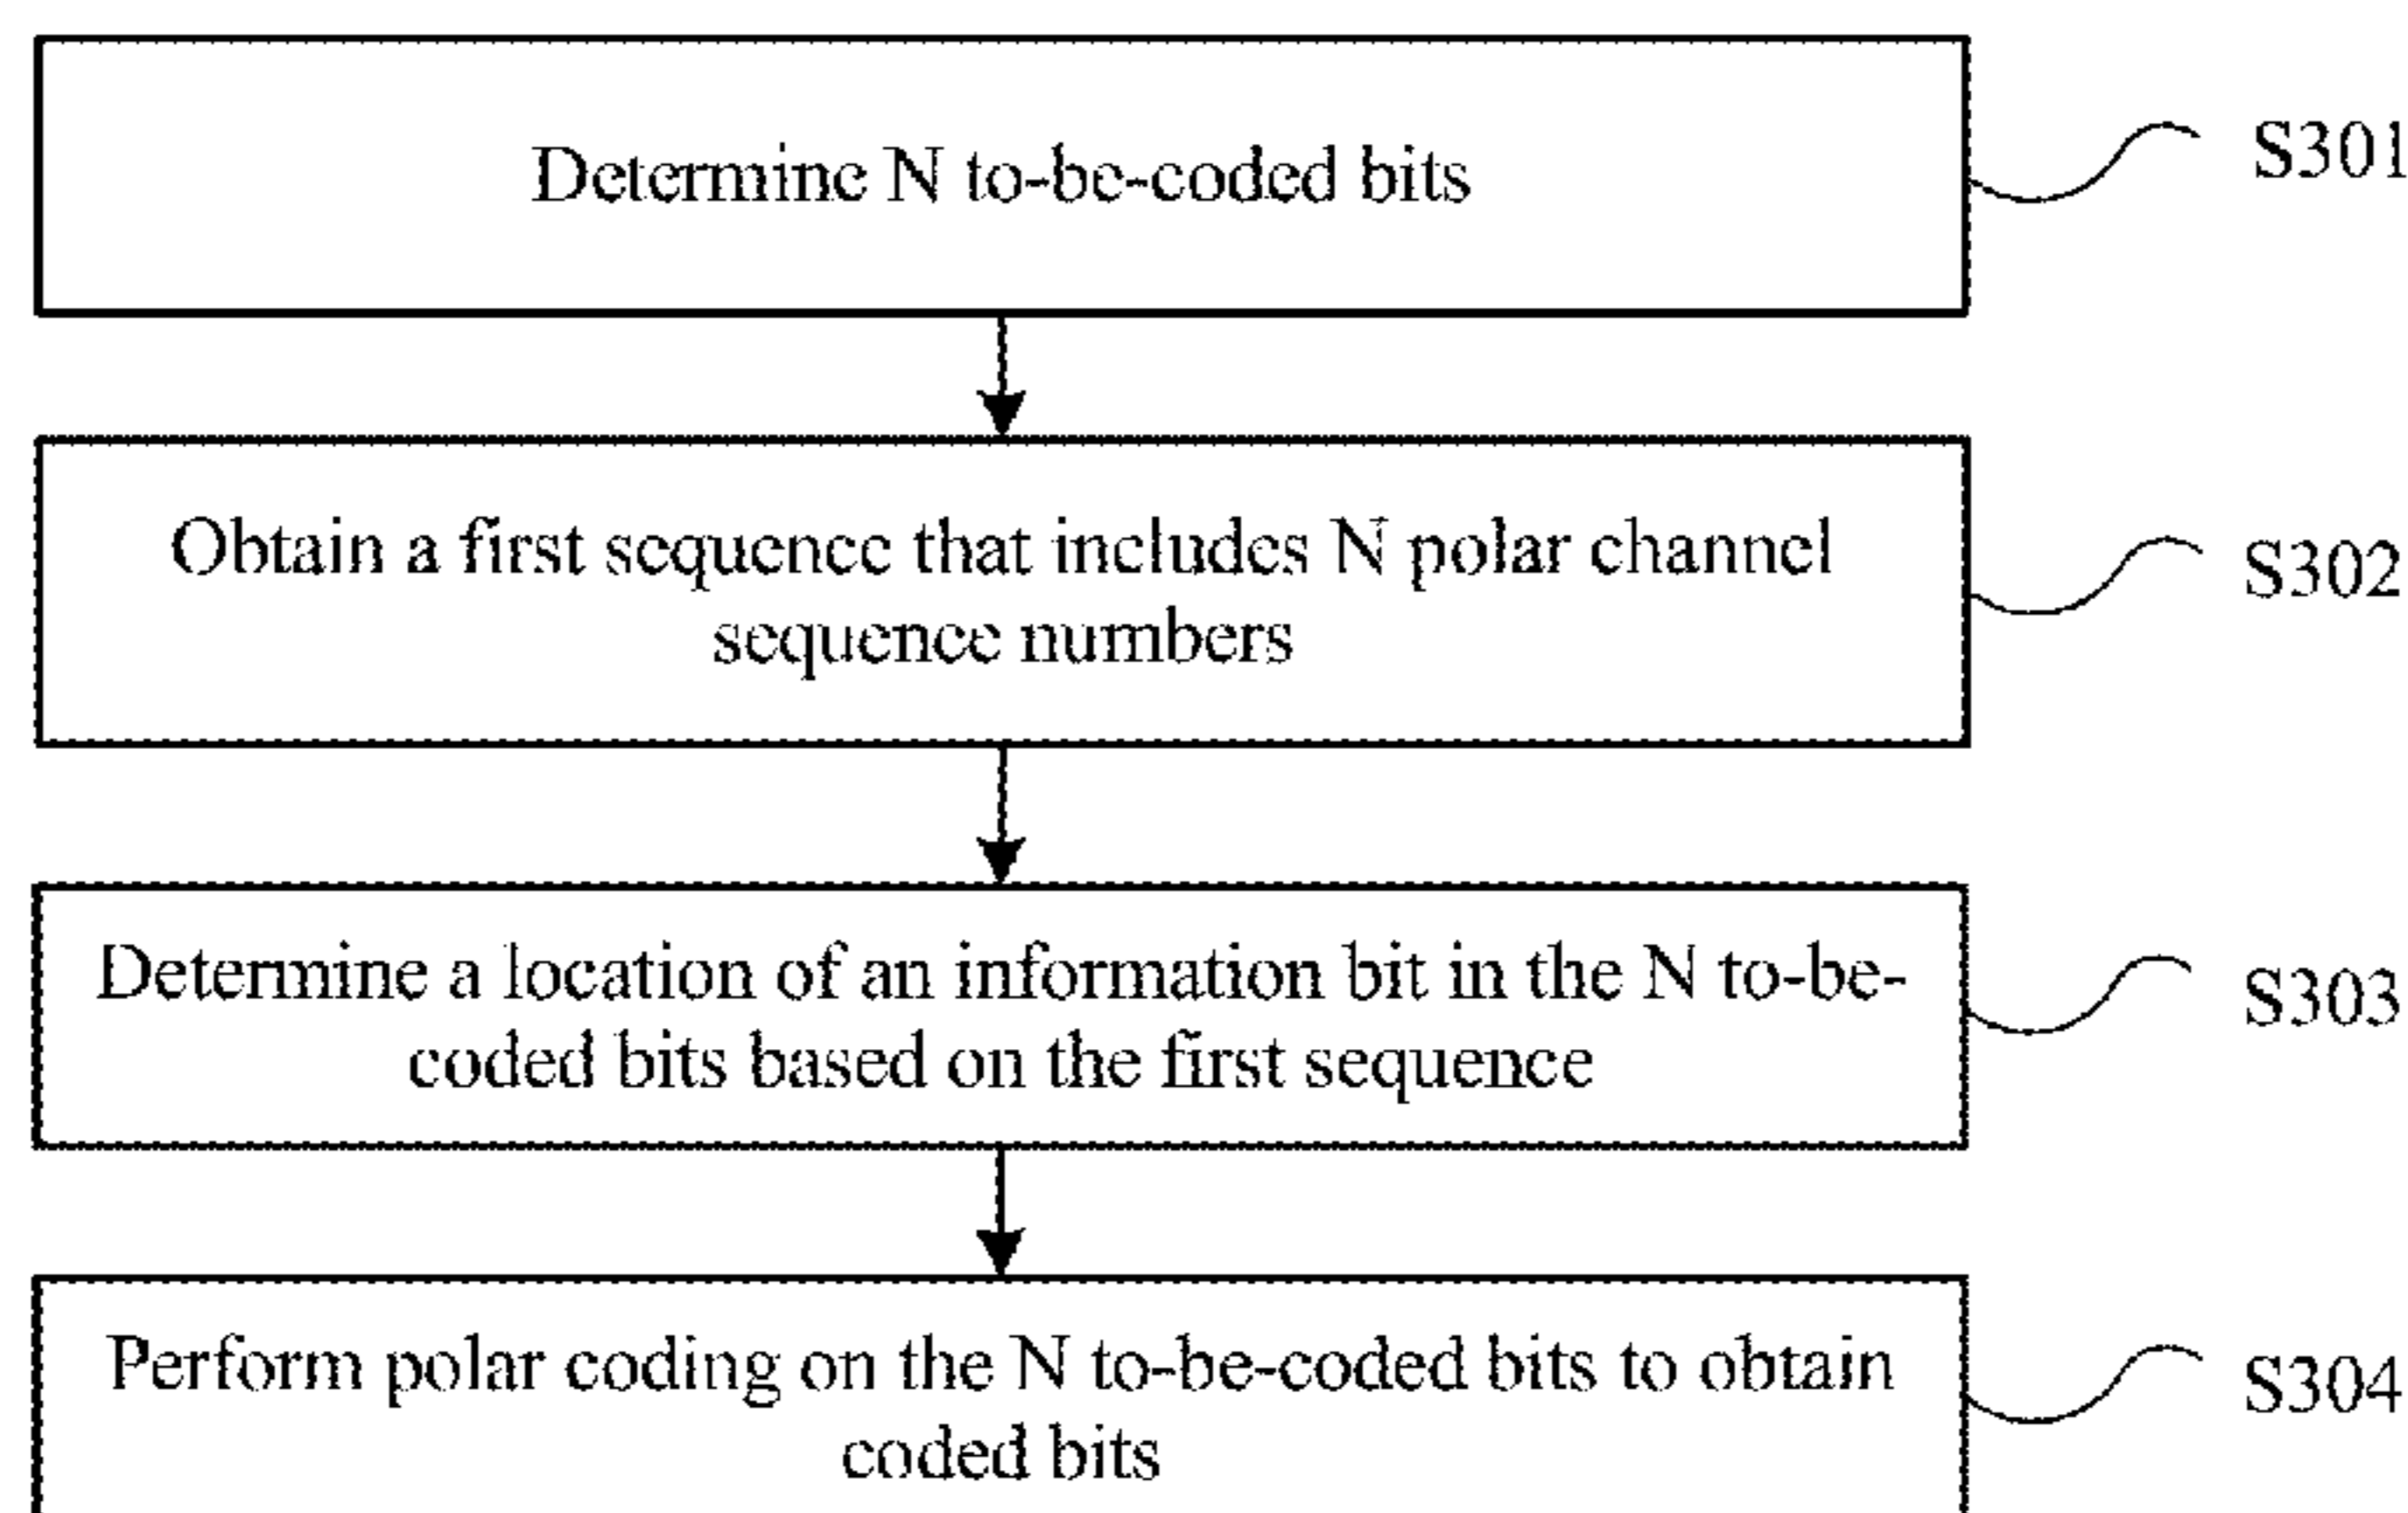 Determine N to-be-coded bits
S301
Obtain a first sequence that includes N polar channel
sequence numbers
S302
Determine a location of an information bit in the N to-be-
coded bits based on the first sequence
S303
Perform polar coding on the N to-be-coded bits to obtain
coded bits
S304